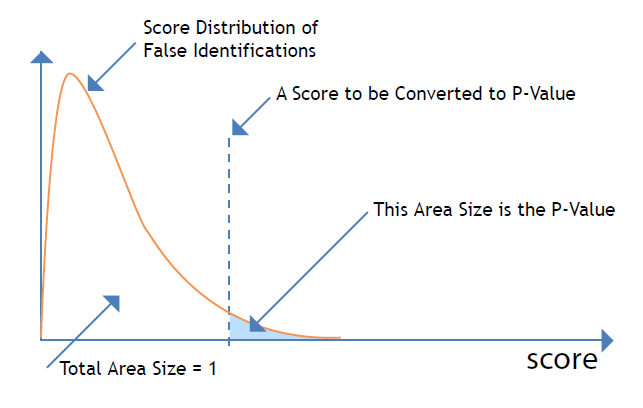 Score Distribution of
False Identifications
A Score to be Converted to P-Value
This Area Size is the P-Value
score
Total Area Size = 1